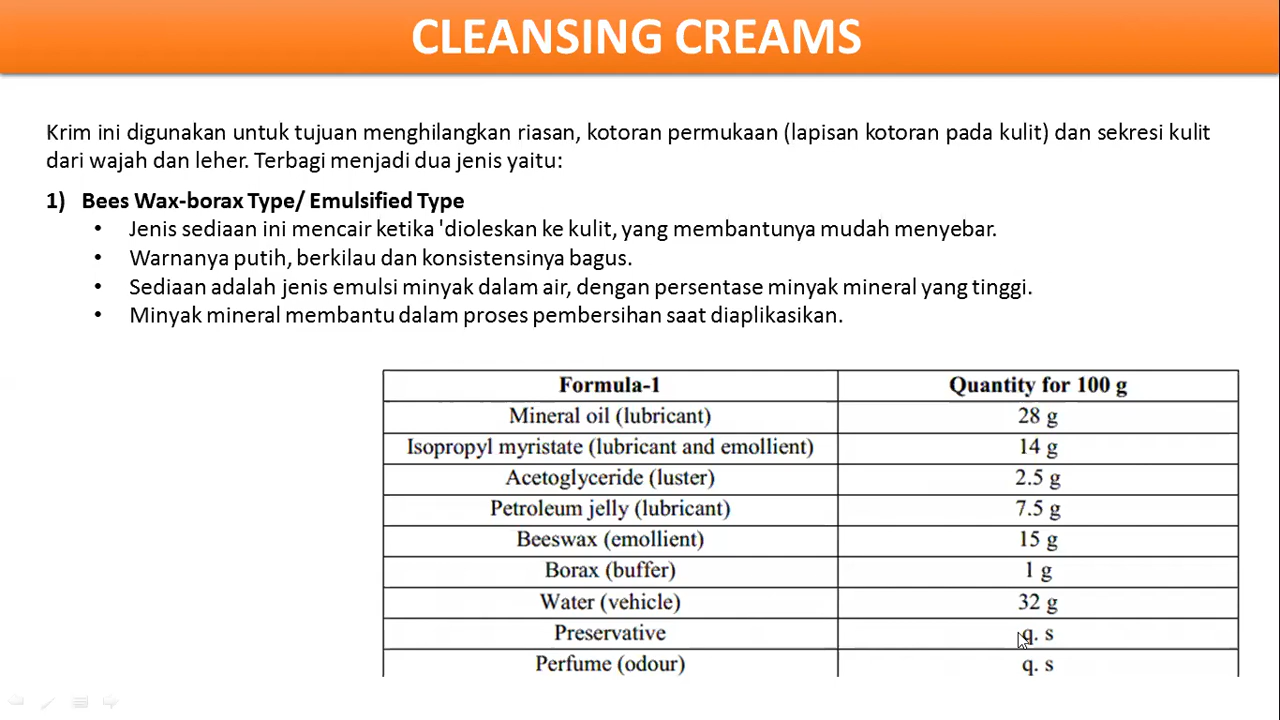 CLEANSING CREAMS
Krim ini digunakan untuk tujuan menghilangkan riasan, kotoran permukaan (lapisan kotoran pada kulit) dan sekresi kulit
dari wajah dan leher. Terbagi menjadi dua jenis yaitu:
1) Bees Wax-borax Type/ Emulsified Type
• Jenis sediaan ini mencair ketika 'dioleskan ke kulit, yang membantunya mudah menyebar.
• Warnanya putih, berkilau dan konsistensinya bagus.
• Sediaan adalah jenis emulsi minyak dalam air, dengan persentase minyak mineral yang tinggi.
• Minyak mineral membantu dalam proses pembersihan saat diaplikasikan.
Formula-1 Quantity for 100 g
Mineral oil (lubricant) 28 g
Isopropyl myristate (lubricant and emollient) 14 g
Acetoglyceride (luster) 2.5 g
Petroleum jelly (lubricant) 7.5 g
Beeswax (emollient) 15 g
Borax (buffer) 1 g
Water (vehicle) 32 g
Preservative q. s
Perfume (odour) q. s